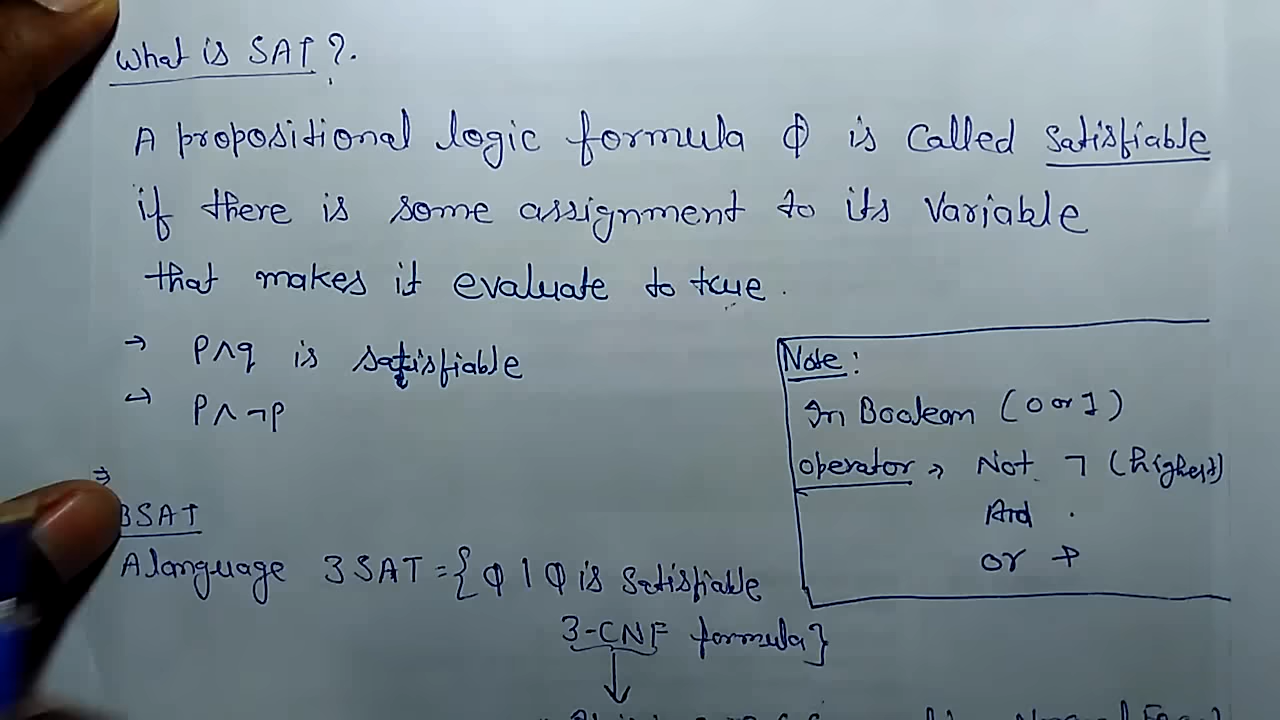 What is SAT ?.
A propositional logic formula φ is called satisfiable
if there is some assignment to its variable
that makes it evaluate to true.
→ P∧q is satisfiable
→ P∧¬P
⇒
3SAT
A language 3SAT = { φ | φ is satisfiable
3-CNF formula}
Note:
In Boolean (0 or 1)
operator → Not ¬ (highest)
And .
or +